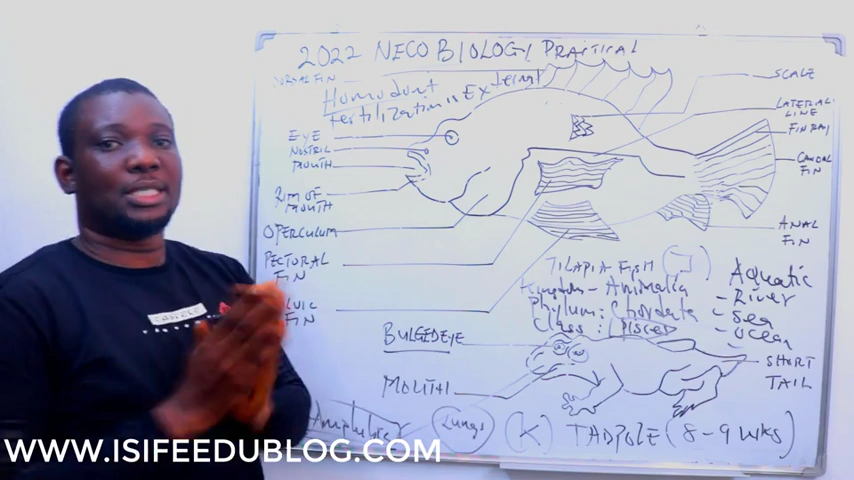 2022 NECO BIOLOGY PRACTICAL
DORSAL FIN
Homodont
Fertilization is External
EYE
NOSTRIL
MOUTH
RIM OF
MOUTH
OPERCULUM
PECTORAL
FIN
FIN
SCALE
LATERAL
LINE
FIN RAY
CAUDAL
FIN
ANAL
FIN
TILAPIA FISH
Kingdom - Animalia
Phylum: Chordata
Class: Pisces
Aquatic
- River
- Sea
- Ocean
BULGED EYE
MOUTH
SHORT
TAIL
Lungs
(K) TADPOLE (8-9 wks)
WWW.ISIFEEDUBLOG.COM